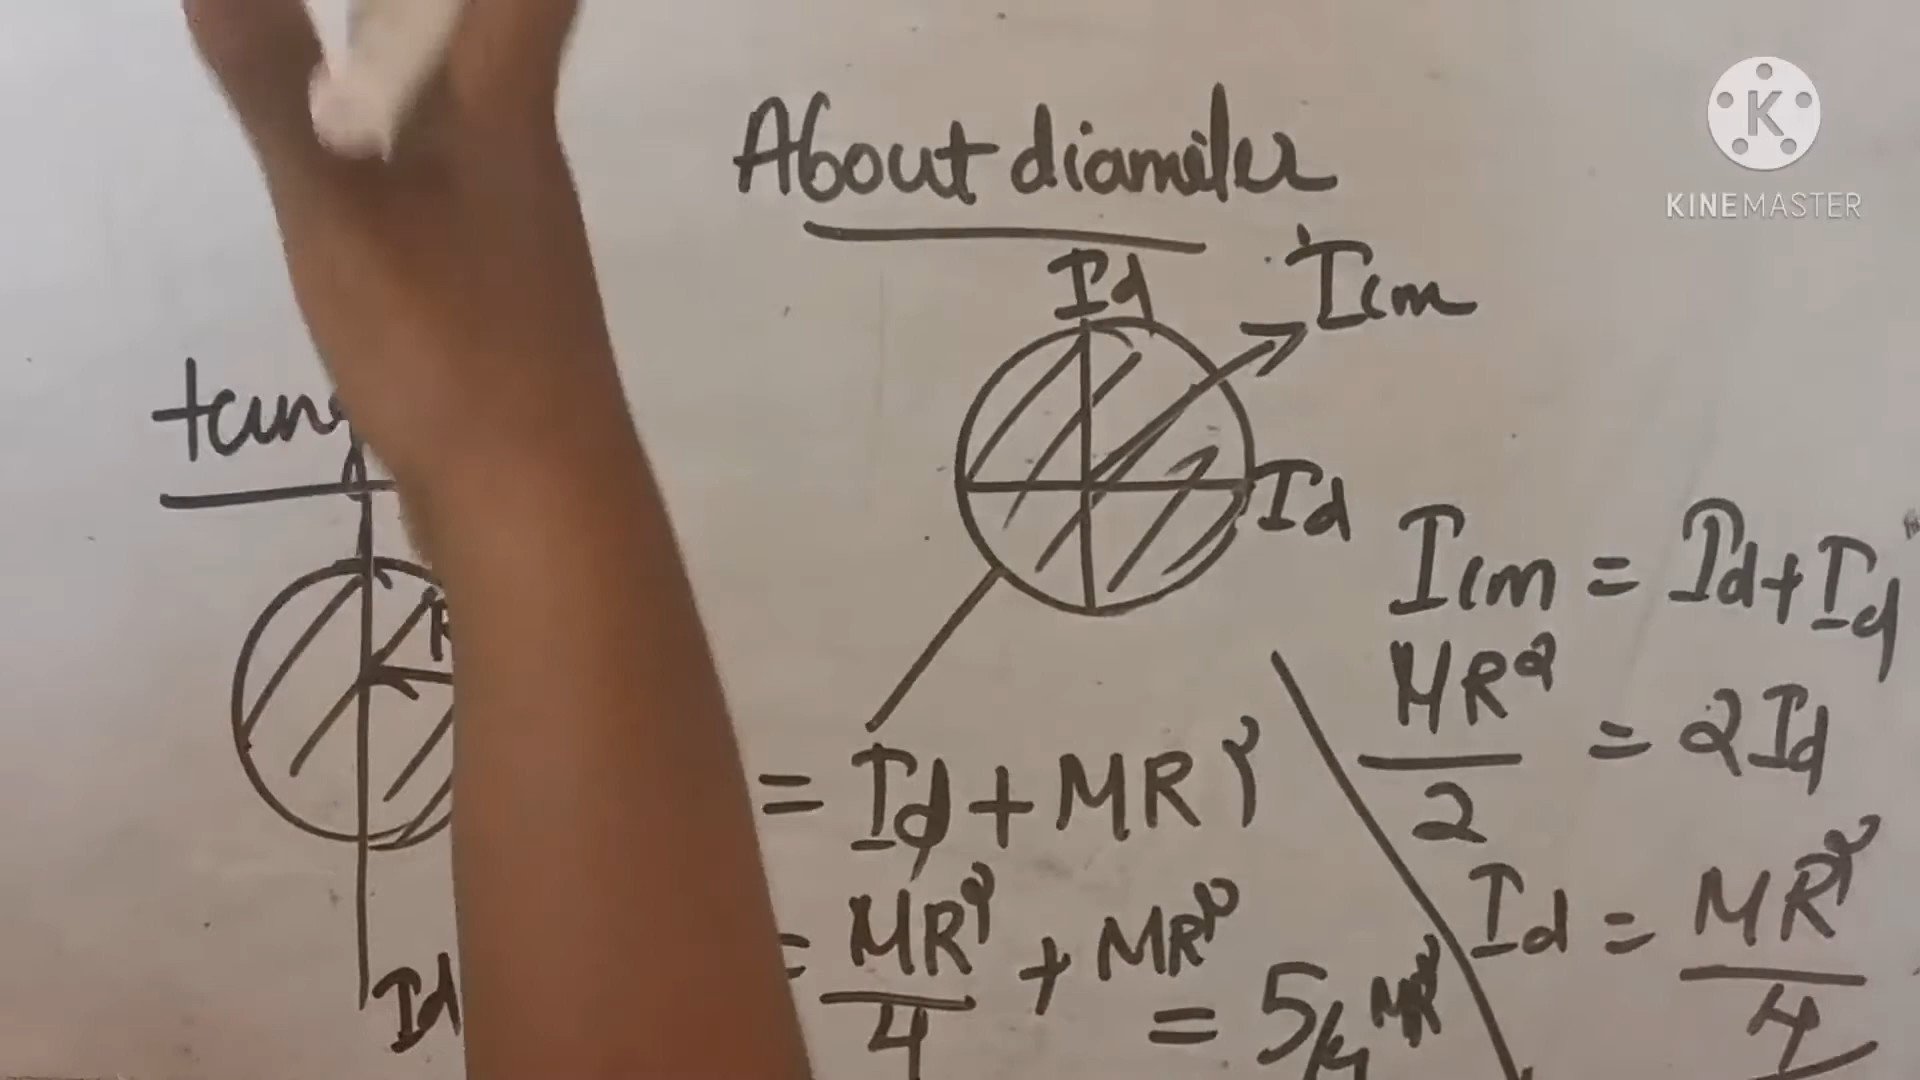 About diameter
Id
Icm
Id
K
KINEMASTER
Id
= Id + MR²
= MR²/4 + MR²
= 5/4 MR²
Icm = Id + Id
MR²/2 = 2Id
Id = MR²/4